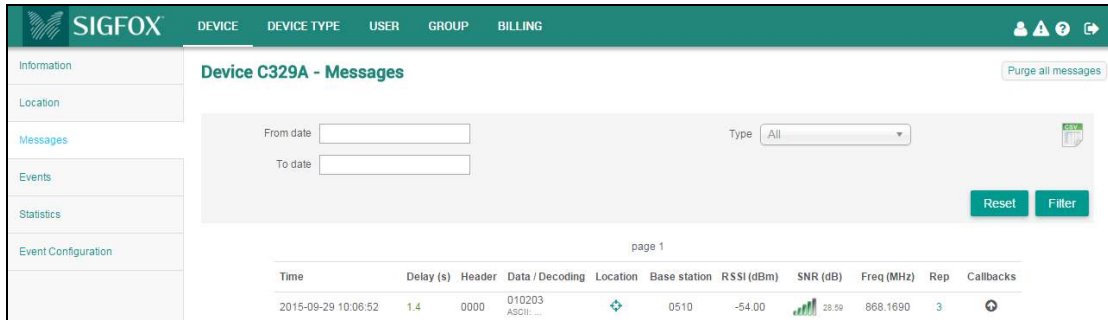 SIGFOX DEVICE DEVICE TYPE USER GROUP BILLING
Information
Location
Messages
Events
Statistics
Event Configuration
Device C329A - Messages
Purge all messages
From date
To date
Type All
CSV
Reset Filter
page 1
Time Delay (s) Header Data / Decoding Location Base station RSSI (dBm) SNR (dB) Freq (MHz) Rep Callbacks
2015-09-29 10:06:52 1.4 0000 010203 0510 -54.00 28.59 868.1690 3
ASCII: ...